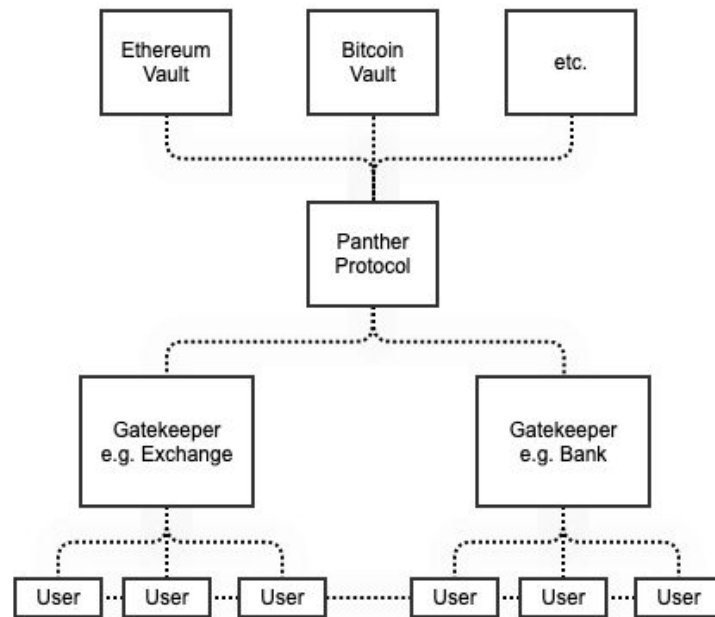 Ethereum
Vault
Bitcoin
Vault
etc.
Panther
Protocol
Gatekeeper
e.g. Exchange
Gatekeeper
e.g. Bank
User
User
User
User
User
User